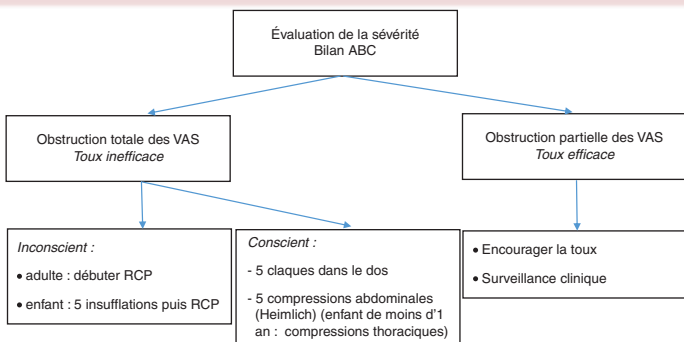 Évaluation de la sévérité
Bilan ABC
Obstruction totale des VAS
Toux inefficace
Obstruction partielle des VAS
Toux efficace
Inconscient :
• adulte : débuter RCP
• enfant : 5 insufflations puis RCP
Conscient :
- 5 claques dans le dos
- 5 compressions abdominales
(Heimlich) (enfant de moins d’1
an : compressions thoraciques)
• Encourager la toux
• Surveillance clinique